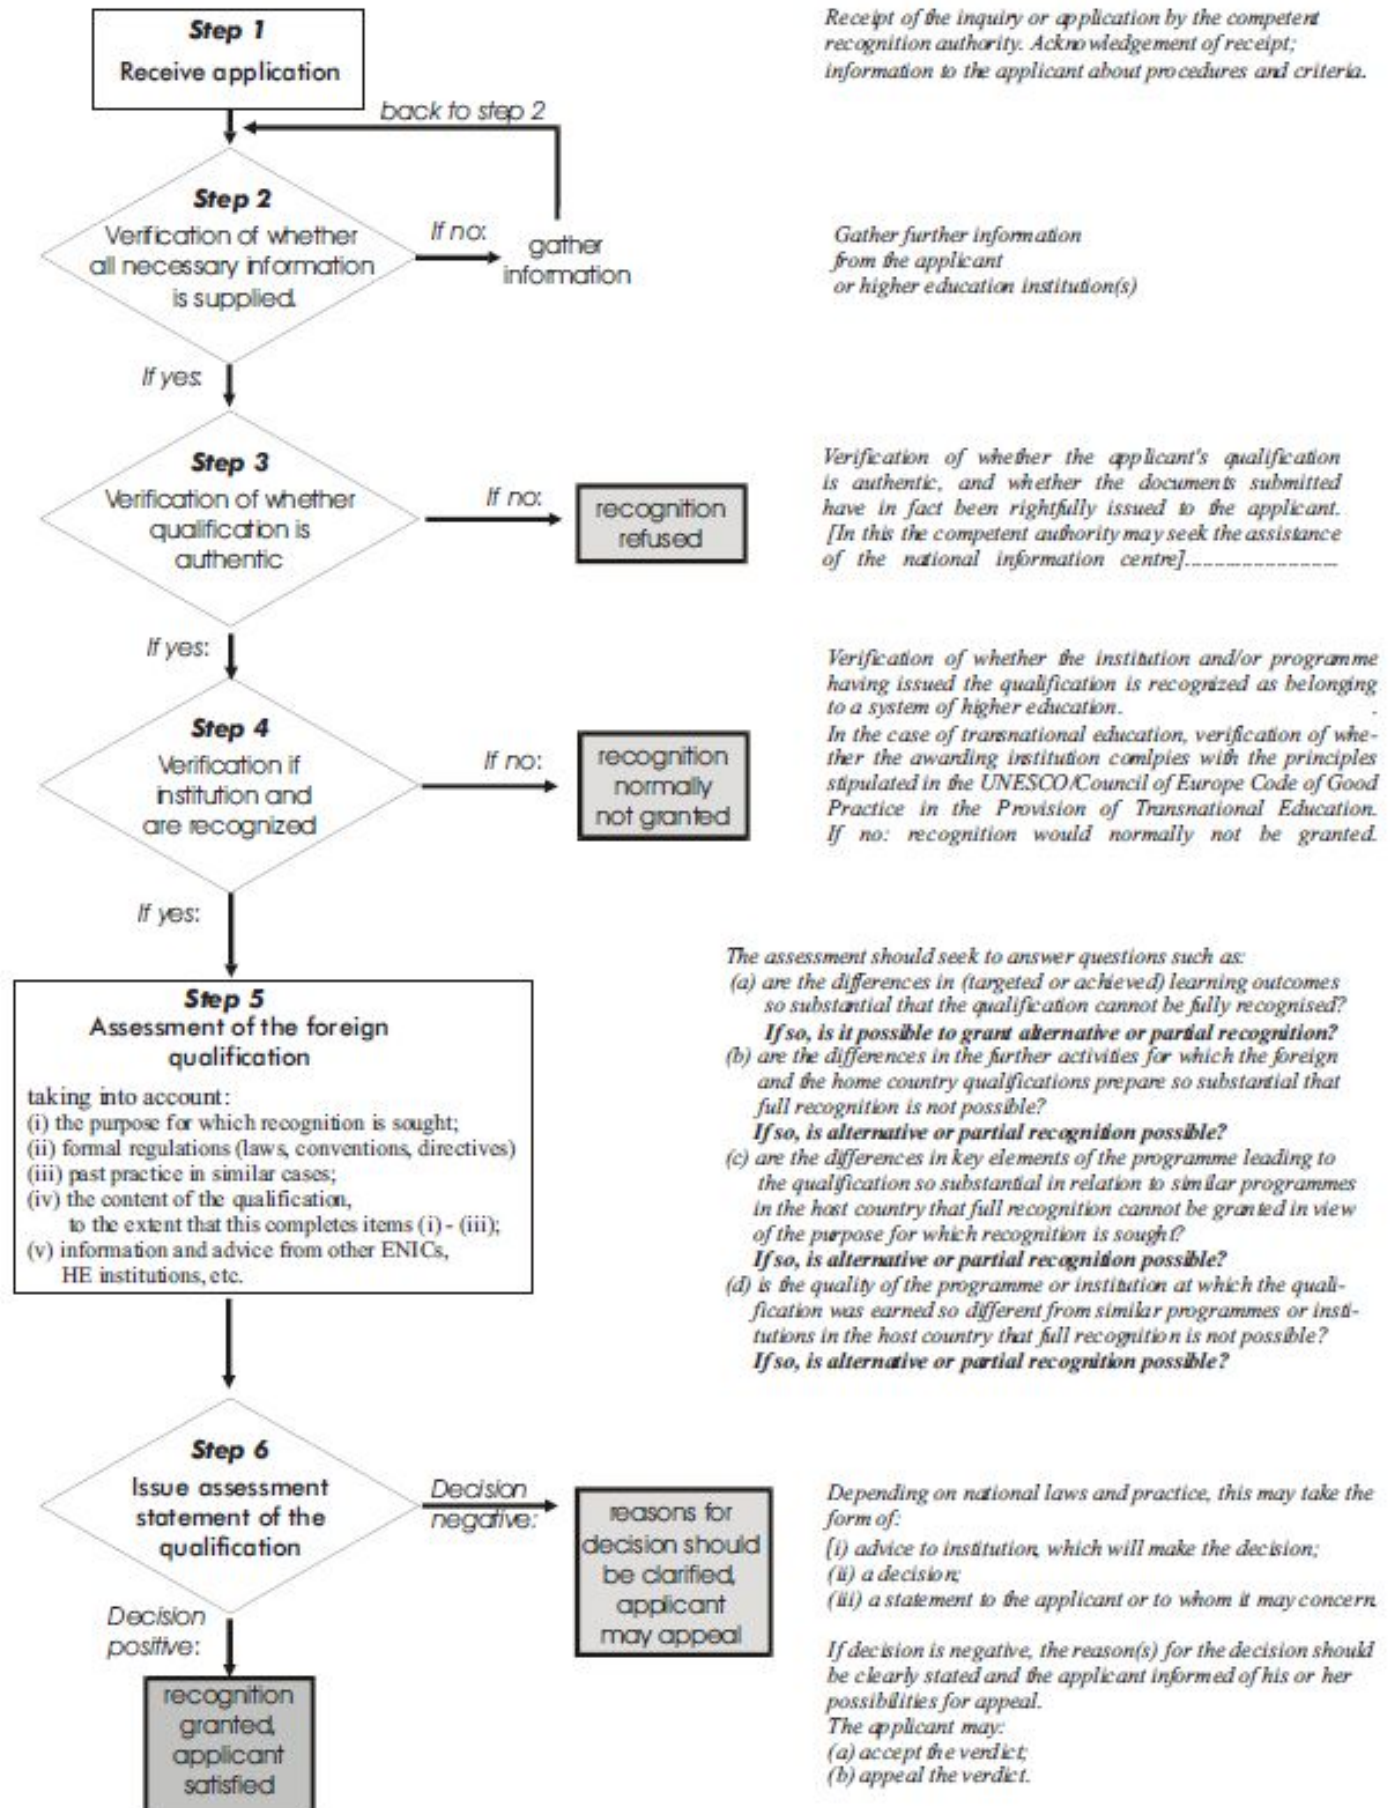 Step 1
Receive application
Receipt of the inquiry or application by the competent
recognition authority. Acknowledgement of receipt;
information to the applicant about procedures and criteria.
back to step 2
Step 2
Verification of whether
all necessary information
is supplied.
If no:
gather
information
Gather further information
from the applicant
or higher education institution(s)
If yes:
Step 3
Verification of whether
qualification is
authentic
If no:
recognition
refused
Verification of whether the applicant's qualification
is authentic, and whether the documents submitted
have in fact been rightfully issued to the applicant.
[In this the competent authority may seek the assistance
of the national information centre]............................
If yes:
Step 4
Verification if
institution and
are recognized
If no:
recognition
normally
not granted
Verification of whether the institution and/or programme
having issued the qualification is recognized as belonging
to a system of higher education. .
In the case of transnational education, verification of whe-
ther the awarding institution comlpies with the principles
stipulated in the UNESCO/Council of Europe Code of Good
Practice in the Provision of Transnational Education.
If no: recognition would normally not be granted.
If yes:
Step 5
Assessment of the foreign
qualification
taking into account:
(i) the purpose for which recognition is sought;
(ii) formal regulations (laws, conventions, directives)
(iii) past practice in similar cases;
(iv) the content of the qualification,
to the extent that this completes items (i) - (iii);
(v) information and advice from other ENICs,
HE institutions, etc.
The assessment should seek to answer questions such as:
(a) are the differences in (targeted or achieved) learning outcomes
so substantial that the qualification cannot be fully recognised?
If so, is it possible to grant alternative or partial recognition?
(b) are the differences in the further activities for which the foreign
and the home country qualifications prepare so substantial that
full recognition is not possible?
If so, is alternative or partial recognition possible?
(c) are the differences in key elements of the programme leading to
the qualification so substantial in relation to similar programmes
in the host country that full recognition cannot be granted in view
of the purpose for which recognition is sought?
If so, is alternative or partial recognition possible?
(d) is the quality of the programme or institution at which the quali-
fication was earned so different from similar programmes or insti-
tutions in the host country that full recognition is not possible?
If so, is alternative or partial recognition possible?
Step 6
Issue assessment
statement of the
qualification
Decision
negative:
reasons for
decision should
be clarified,
applicant
may appeal
Depending on national laws and practice, this may take the
form of:
[i) advice to institution, which will make the decision;
(ii) a decision;
(iii) a statement to the applicant or to whom it may concern.
If decision is negative, the reason(s) for the decision should
be clearly stated and the applicant informed of his or her
possibilities for appeal.
The applicant may:
(a) accept the verdict;
(b) appeal the verdict.
Decision
positive:
recognition
granted,
applicant
satisfied